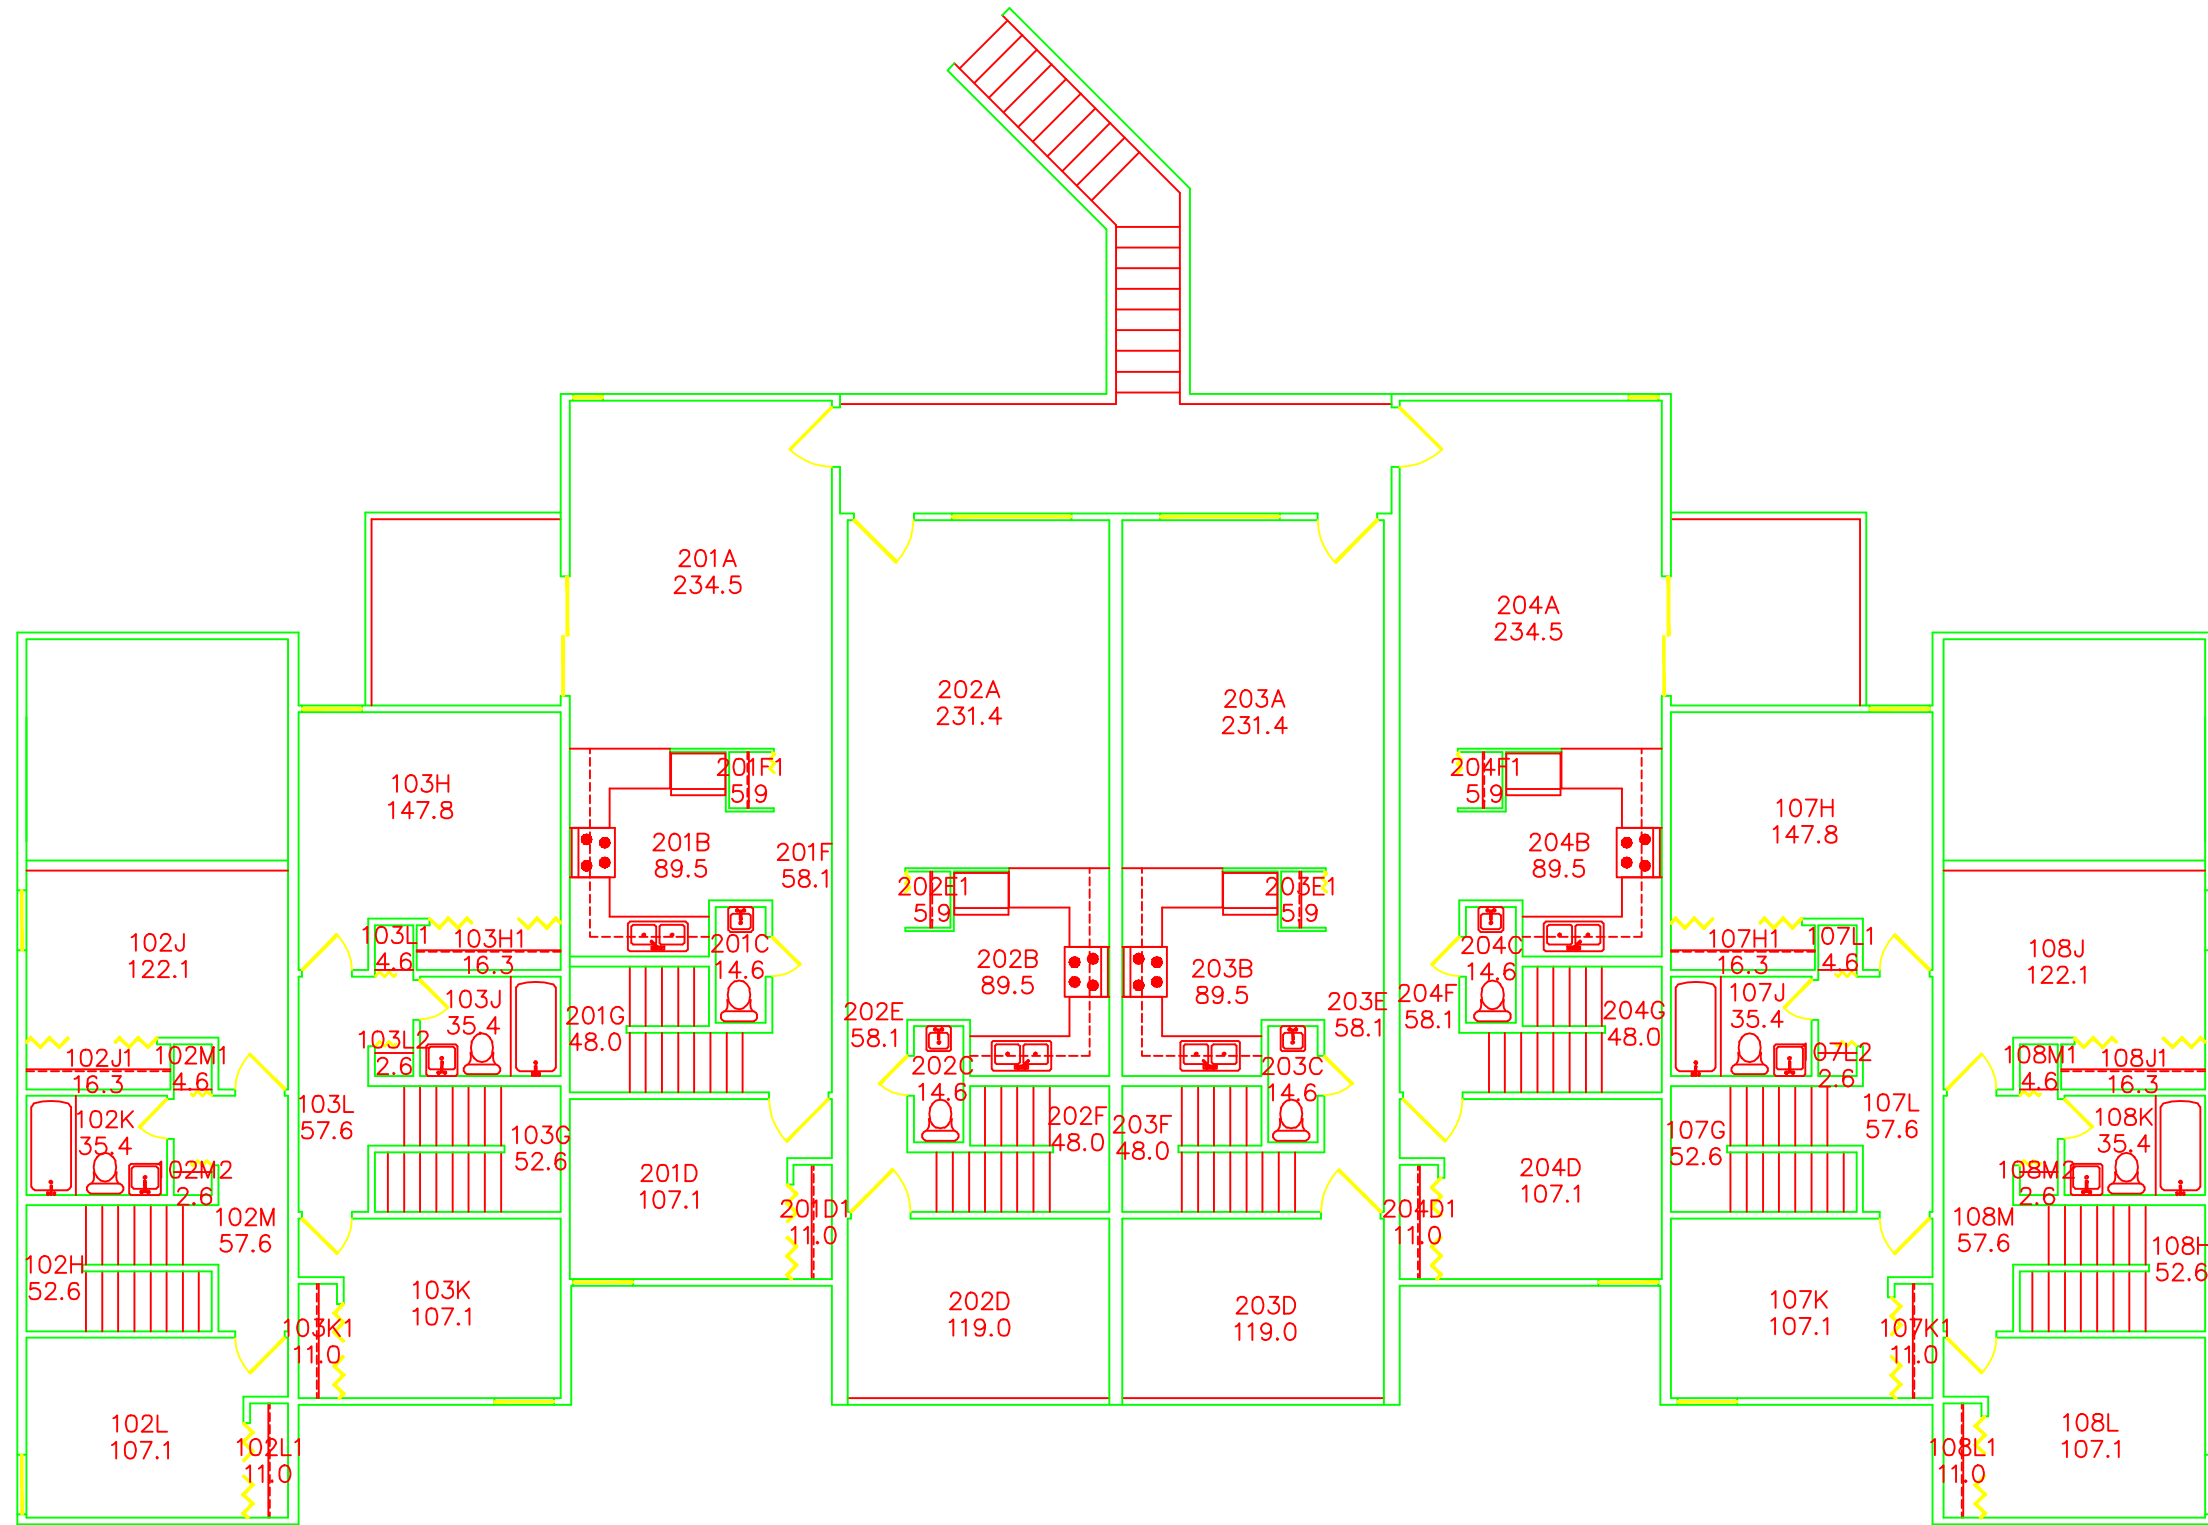 201A
234.5
204A
234.5
202A
231.4
203A
231.4
201F1
5.9
204F1
5.9
103H
147.8
107H
147.8
201B
89.5
201F
58.1
204B
89.5
202E1
5.9
203E1
5.9
102J
122.1
103L1
4.6
103H1
16.3
201C
14.6
204C
14.6
107H1
16.3
107L1
4.6
108J
122.1
202B
89.5
203B
89.5
103J
35.4
201G
48.0
202E
58.1
203E
58.1
204F
58.1
204G
48.0
107J
35.4
103L2
2.6
107L2
2.6
102J1
16.3
102M1
4.6
108M1
4.6
108J1
16.3
202C
14.6
203C
14.6
102K
35.4
103L
57.6
103G
52.6
202F
48.0
203F
48.0
107G
52.6
107L
57.6
108K
35.4
102M2
2.6
201D
107.1
204D
107.1
108M2
2.6
102M
57.6
201D1
11.0
204D1
11.0
108M
57.6
102H
52.6
108H
52.6
103K
107.1
202D
119.0
203D
119.0
107K
107.1
103K1
11.0
107K1
11.0
102L
107.1
102L1
11.0
108L1
11.0
108L
107.1